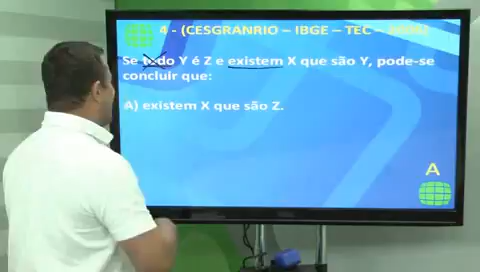 4 - (CESGRANRIO – IBGE – TEC –
Se todo Y é Z e existem X que são Y, pode-se
concluir que:
A) existem X que são Z.
A